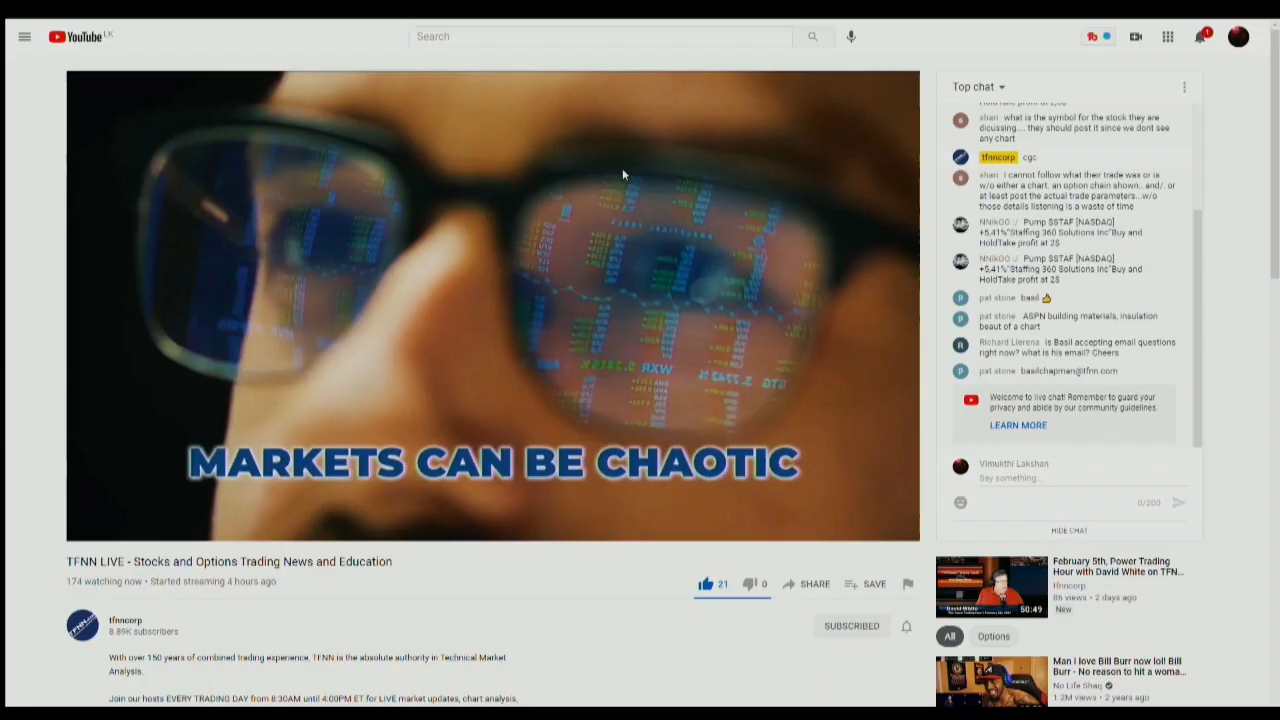 YouTube LK
Search
1
MARKETS CAN BE CHAOTIC
TFNN LIVE - Stocks and Options Trading News and Education
174 watching now • Started streaming 4 hours ago
21
0
SHARE
SAVE
tfnncorp
8.89K subscribers
SUBSCRIBED
With over 150 years of combined trading experience, TFNN is the absolute authority in Technical Market
Analysis.
Join our hosts EVERY TRADING DAY from 8:30AM until 4:00PM ET for LIVE market updates, chart analysis,
Top chat
shari what is the symbol for the stock they are
dicussing.... they should post it since we dont see
any chart
tfnncorp cgc
shari I cannot follow what their trade was or is
w/o either a chart, an option chain shown.. and/. or
at least post the actual trade parameters...w/o
those details listening is a waste of time
NNikOO :/ Pump $STAF [NASDAQ]
+5,41%"Staffing 360 Solutions Inc"Buy and
HoldTake profit at 2$
NNikOO :/ Pump $STAF [NASDAQ]
+5,41%"Staffing 360 Solutions Inc"Buy and
HoldTake profit at 2$
pat stone basil 👍
pat stone ASPN building materials, insulation
beaut of a chart
Richard Llerena is Basil accepting email questions
right now? what is his email? Cheers
pat stone basilchapman@tfnn.com
Welcome to live chat! Remember to guard your
privacy and abide by our community guidelines.
LEARN MORE
Vimukthi Lakshan
Say something...
0/200
HIDE CHAT
February 5th, Power Trading
Hour with David White on TFN...
tfnncorp
86 views • 2 days ago
New
David White
50:49
All
Options
Man I love Bill Burr now lol! Bill
Burr - No reason to hit a woma...
No Life Shaq
1.2M views • 2 years ago